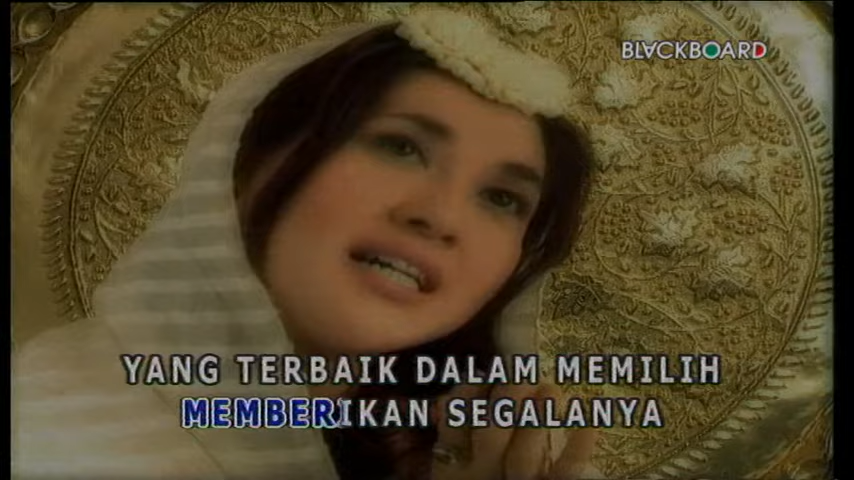 BLACKBOARD
YANG TERBAIK DALAM MEMILIH
MEMBERIKAN SEGALANYA